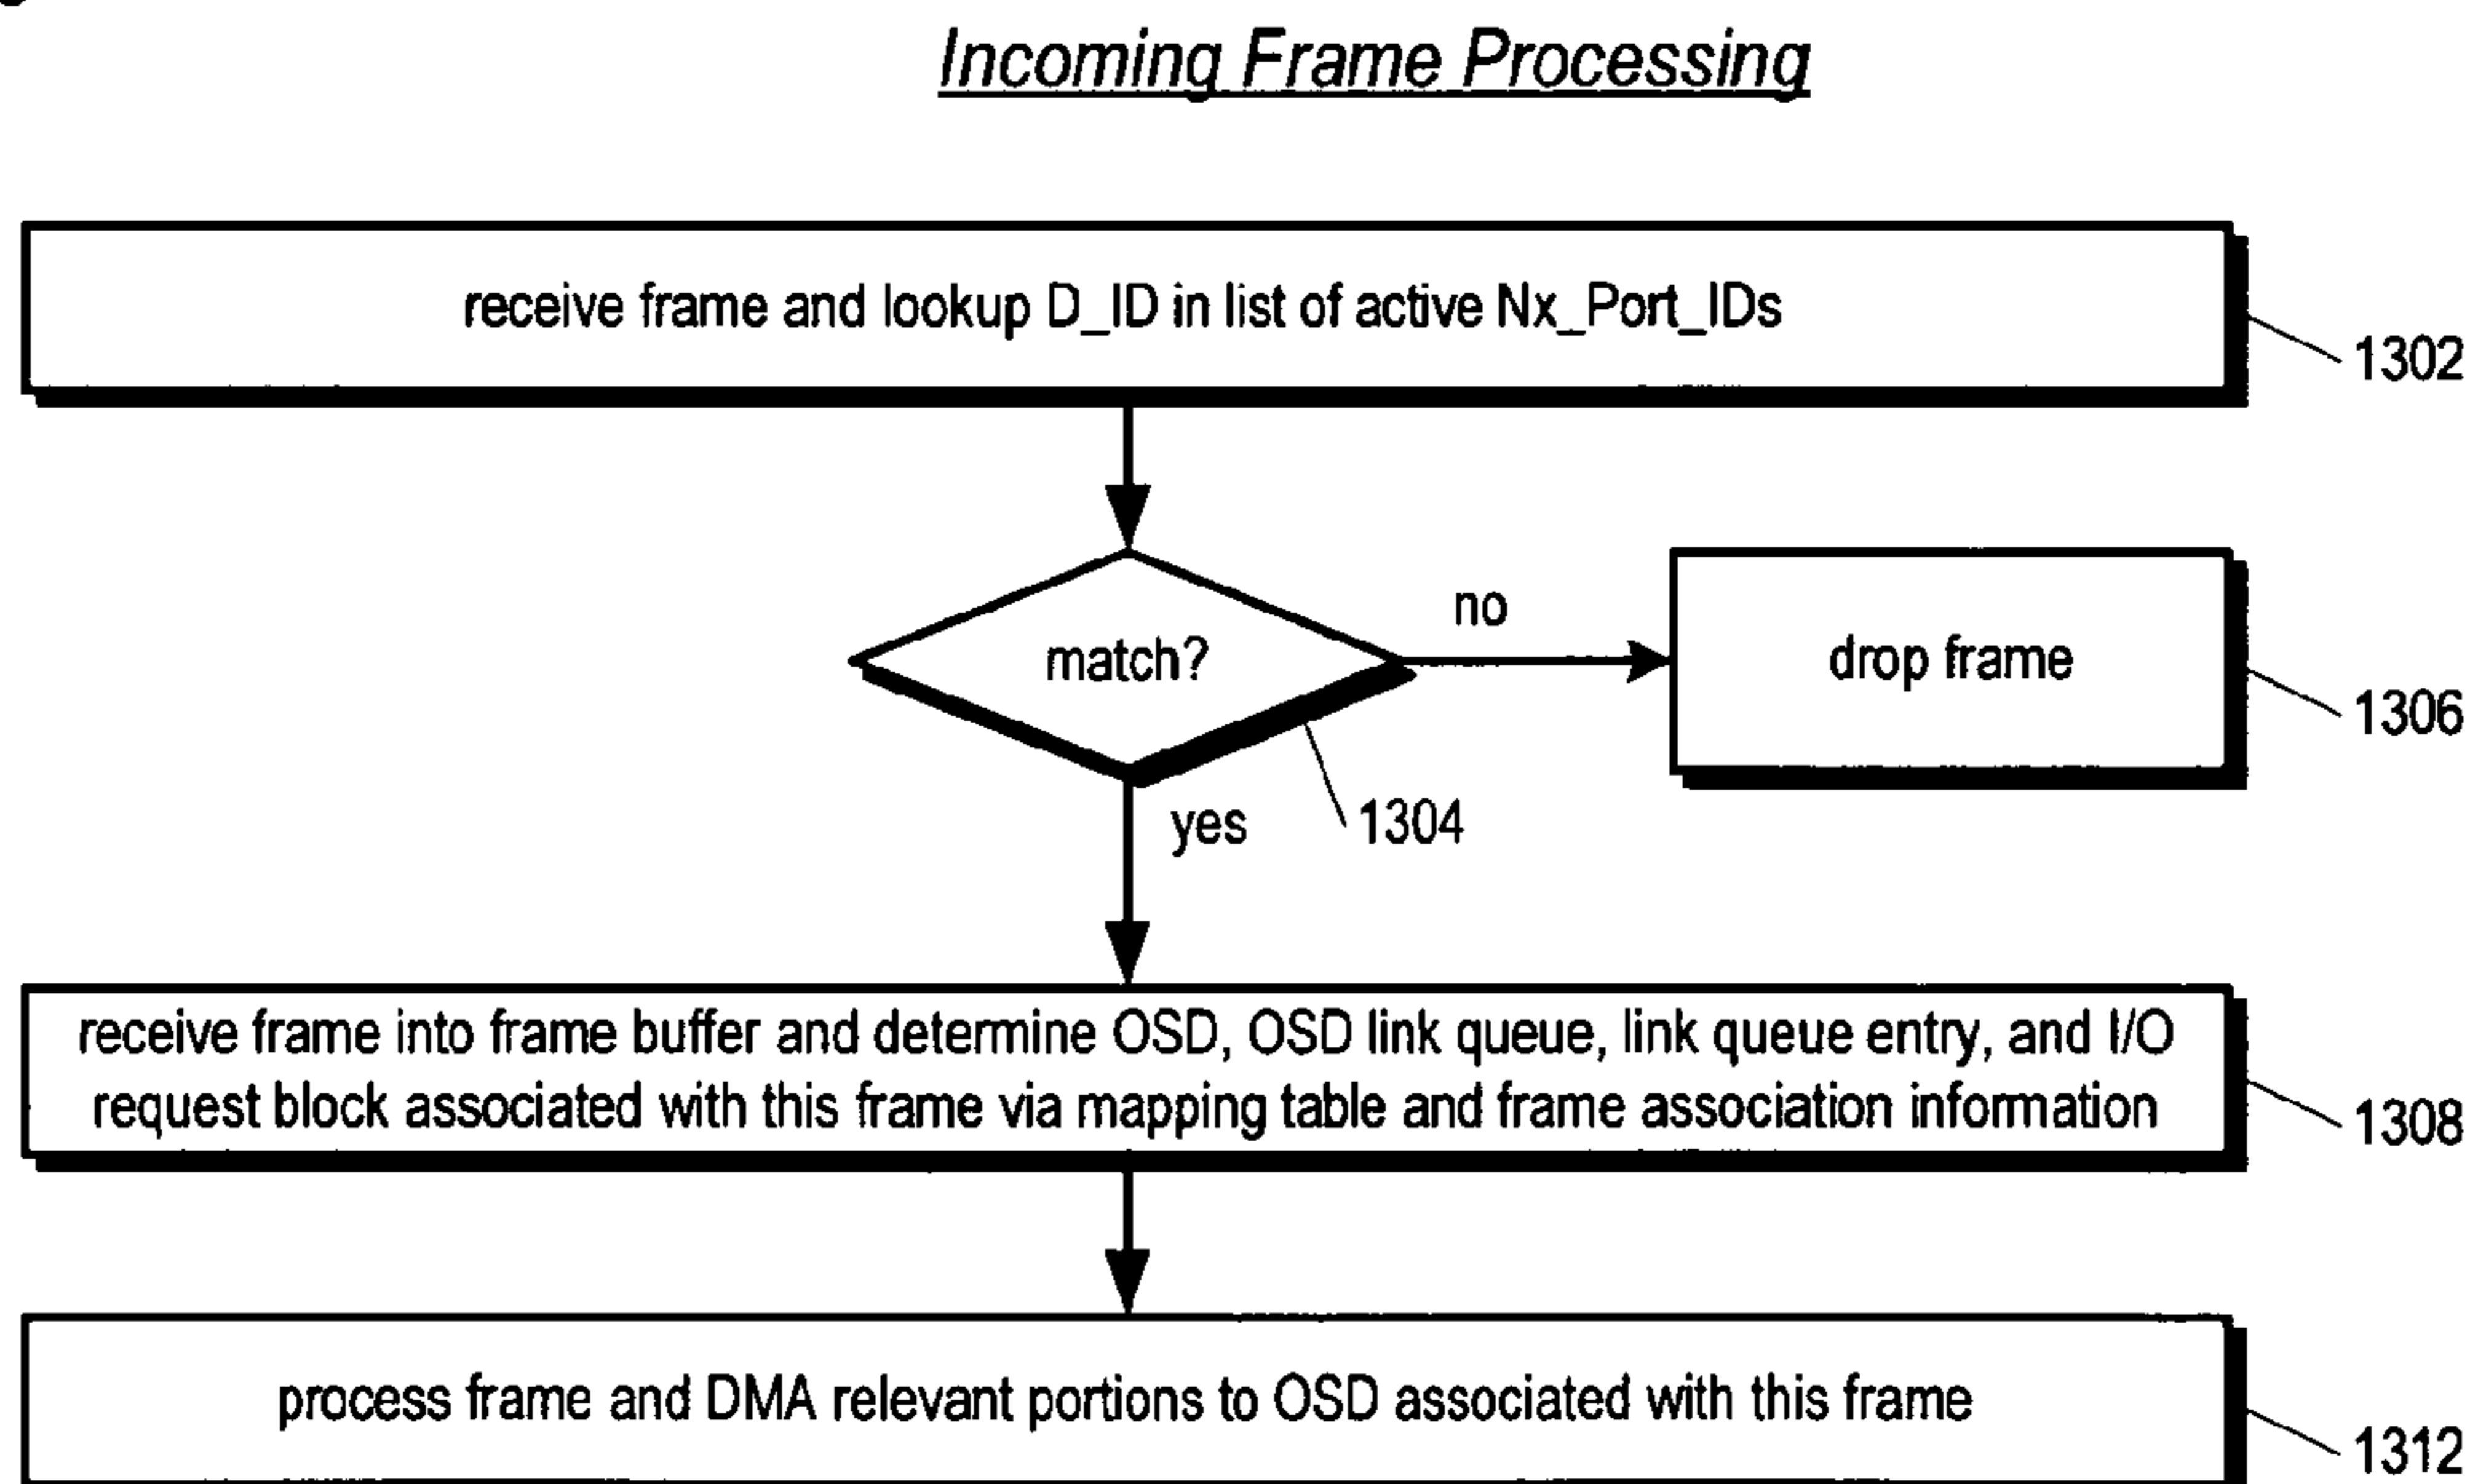 Incoming Frame Processing
receive frame and lookup D_ID in list of active Nx_Port_IDs
1302
match?
no
drop frame
1306
yes
1304
receive frame into frame buffer and determine OSD, OSD link queue, link queue entry, and I/O
request block associated with this frame via mapping table and frame association information
1308
process frame and DMA relevant portions to OSD associated with this frame
1312